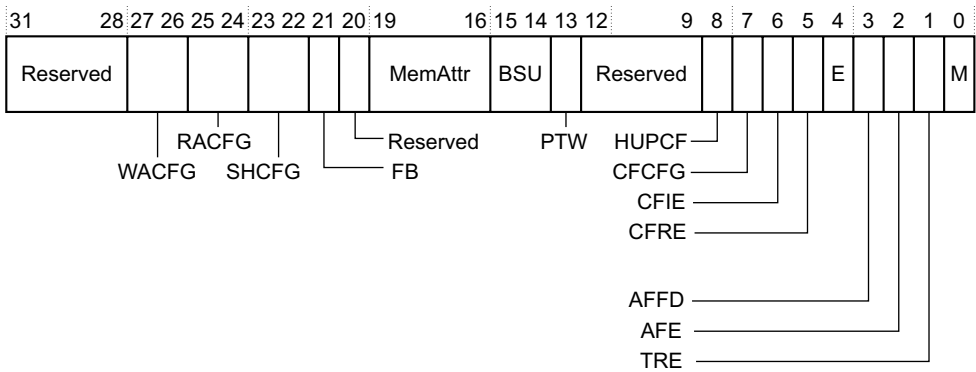 31 28 27 26 25 24 23 22 21 20 19 16 15 14 13 12 9 8 7 6 5 4 3 2 1 0
Reserved MemAttr BSU Reserved E M
RACFG Reserved PTW HUPCF
WACFG SHCFG FB CFCFG
CFIE
CFRE
AFFD
AFE
TRE